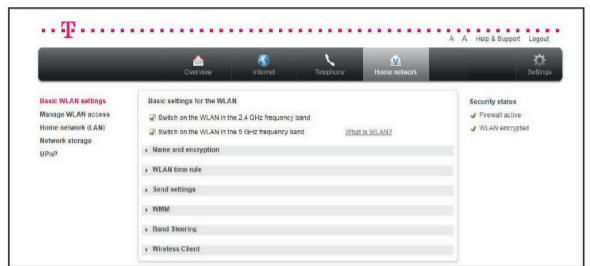 T
A A Help & Support Logout
Overview Internet Telephony Home network Settings
Basic WLAN settings
Manage WLAN access
Home network (LAN)
Network storage
UPnP
Basic settings for the WLAN
Switch on the WLAN in the 2.4 GHz frequency band
Switch on the WLAN in the 5 GHz frequency band What is WLAN?
Name and encryption
WLAN time rule
Send settings
WMM
Band Steering
Wireless Client
Security status
Firewall active
WLAN encrypted